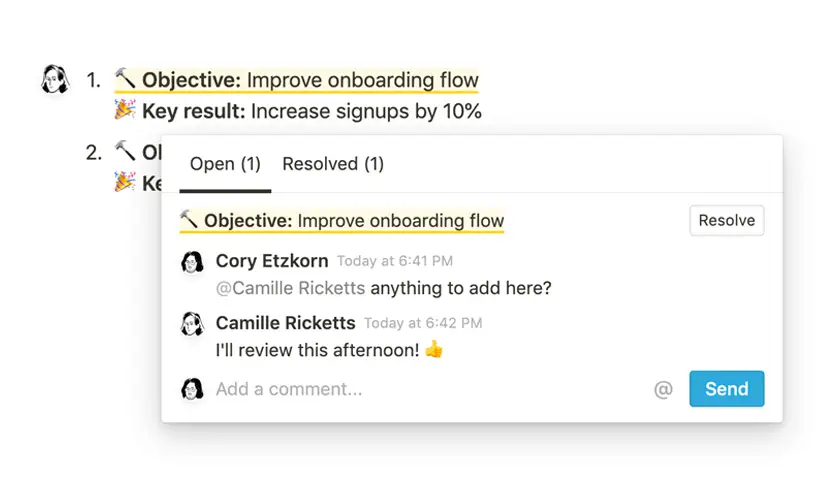 1. 🔨 Objective: Improve onboarding flow
🎉 Key result: Increase signups by 10%
2. 🔨
🎉
Open (1) Resolved (1)
🔨 Objective: Improve onboarding flow Resolve
Cory Etzkorn Today at 6:41 PM
@Camille Ricketts anything to add here?
Camille Ricketts Today at 6:42 PM
I'll review this afternoon! 👍
Add a comment... @ Send